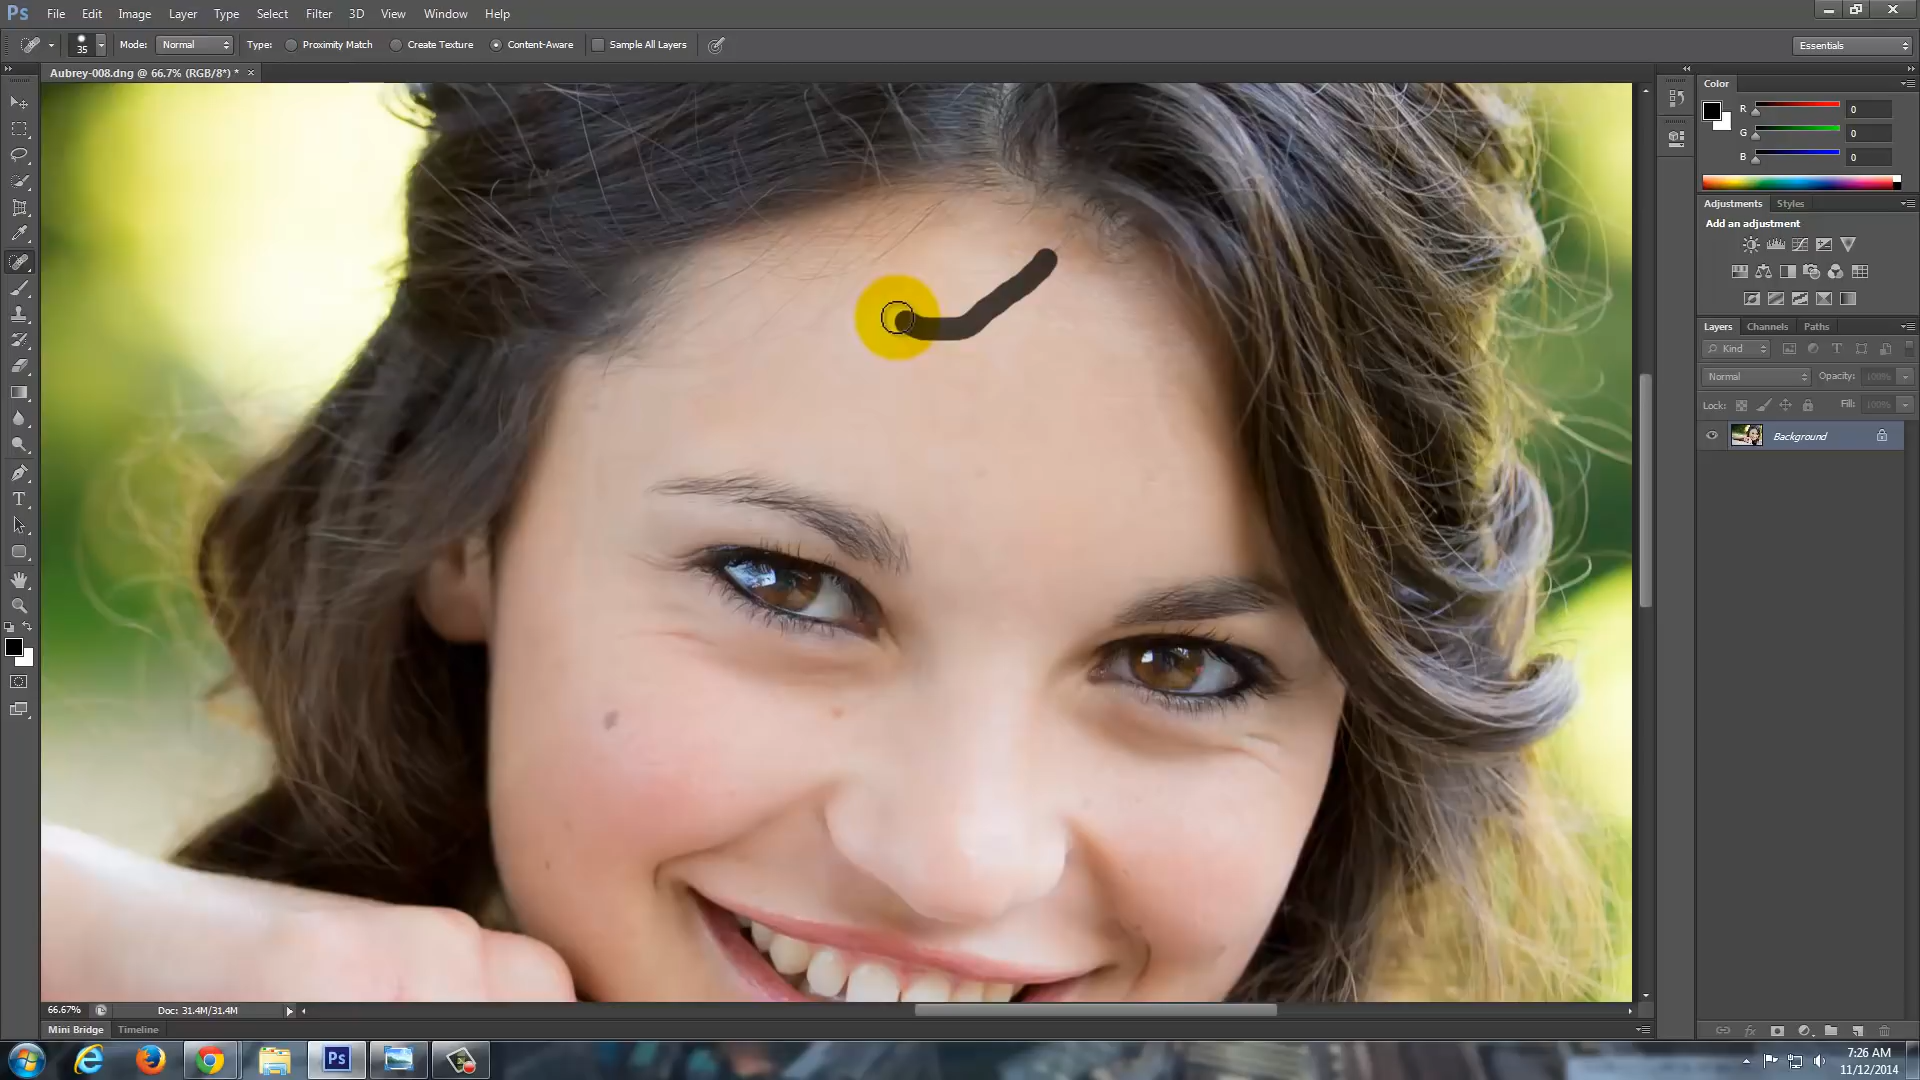 Ps File Edit Image Layer Type Select Filter 3D View Window Help
35 Mode: Normal Type: Proximity Match Create Texture Content-Aware Sample All Layers Essentials
Aubrey-008.dng @ 66.7% (RGB/8*) * ×
Color
R 0
G 0
B 0
Adjustments Styles
Add an adjustment
Layers Channels Paths
Kind
Normal Opacity: 100%
Lock: Fill: 100%
Background
T
66.67% Doc: 31.4M/31.4M
Mini Bridge Timeline
Ps
7:26 AM
11/12/2014